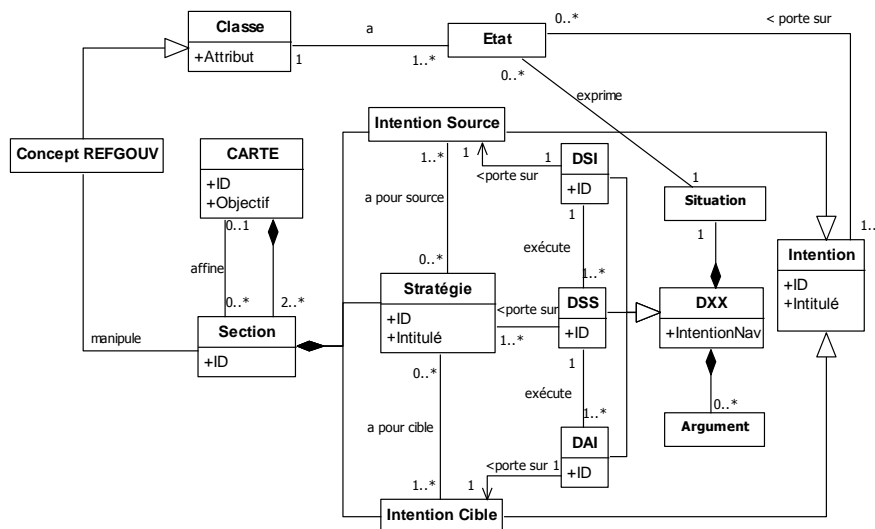 Classe
+Attribut
a
1
1..*
Etat
0..*
< porte sur
0..*
exprime
Concept REFGOUV
CARTE
+ID
+Objectif
Intention Source
1..*
1
<porte sur
1
DSI
+ID
1
Situation
1
a pour source
0..1
affine
0..*
2..*
exécute
1
1..*
1..
Intention
+ID
+Intitulé
0..*
Stratégie
+ID
+Intitulé
<porte sur
1..*
DSS
+ID
DXX
+IntentionNav
manipule
Section
+ID
0..*
1
exécute
1..*
0..*
Argument
a pour cible
DAI
+ID
<porte sur
1
1..*
1
Intention Cible